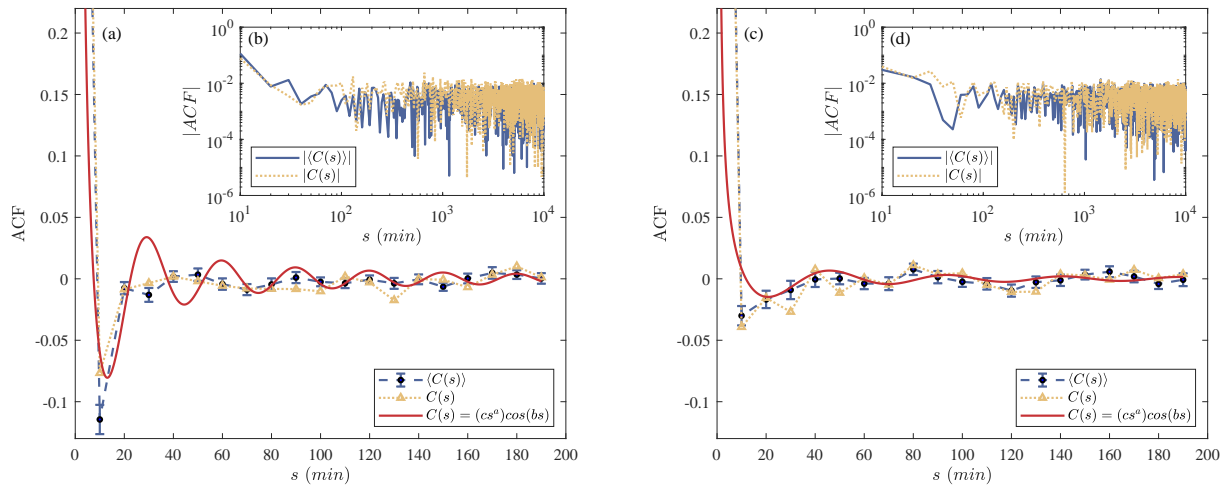 (a)
(b)
|ACF|
10^0
10^-2
10^-4
10^-6
|⟨C(s)⟩|
|C(s)|
10^1
10^2
10^3
10^4
s (min)
ACF
0.2
0.15
0.1
0.05
0
-0.05
-0.1
⟨C(s)⟩
C(s)
C(s) = (cs^a)cos(bs)
0 20 40 60 80 100 120 140 160 180 200
s (min)
(c)
(d)
|ACF|
10^0
10^-2
10^-4
10^-6
|⟨C(s)⟩|
|C(s)|
10^1
10^2
10^3
10^4
s (min)
ACF
0.2
0.15
0.1
0.05
0
-0.05
-0.1
⟨C(s)⟩
C(s)
C(s) = (cs^a)cos(bs)
0 20 40 60 80 100 120 140 160 180 200
s (min)